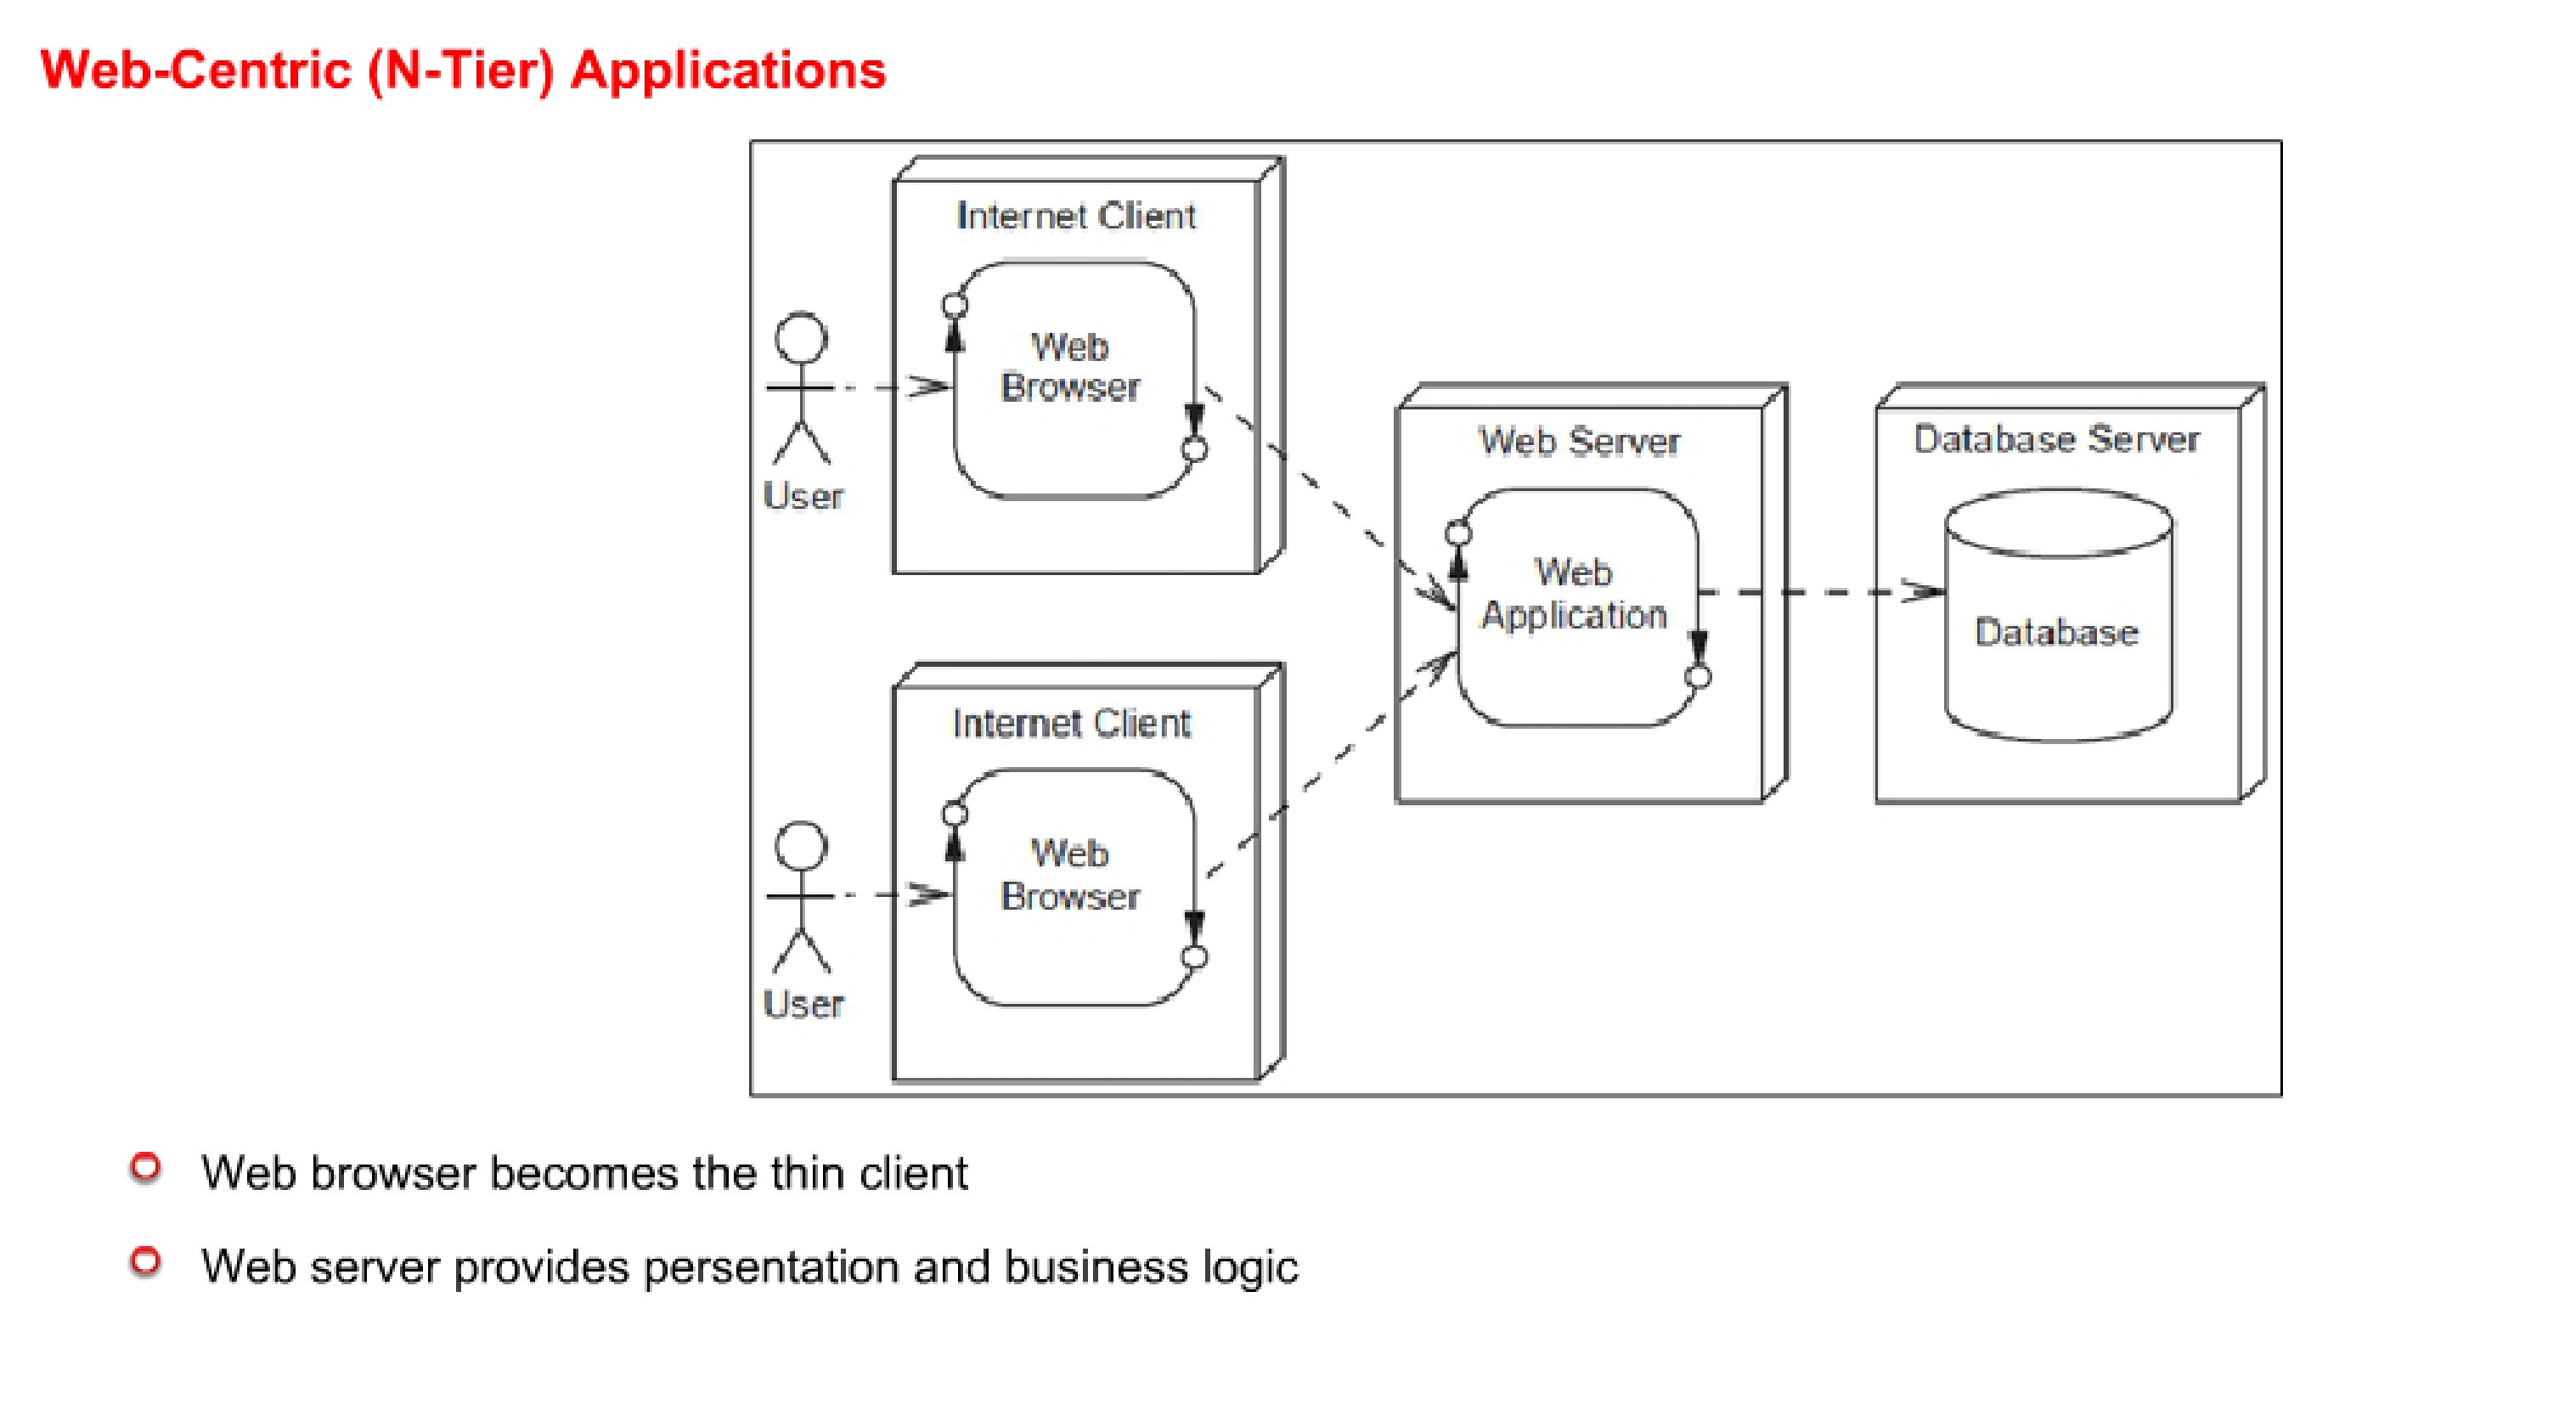 Web-Centric (N-Tier) Applications
Internet Client
Web
Browser
User
Web Server
Web
Application
Database Server
Database
Internet Client
Web
Browser
User
Web browser becomes the thin client
Web server provides persentation and business logic